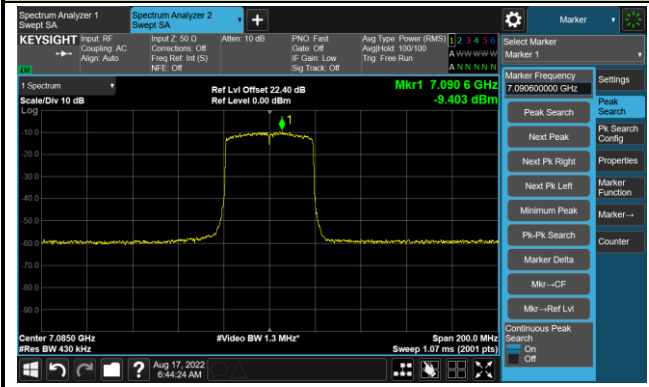 Spectrum Analyzer 1
Swept SA
Spectrum Analyzer 2
Swept SA
Marker
KEYSIGHT
Input: RF
Coupling: AC
Align: Auto
Input Z: 50 Ω
Corrections: Off
Freq Ref: Int (S)
NFE: Off
Atten: 10 dB
PNO: Fast
Gate: Off
IF Gain: Low
Sig Track: Off
Avg Type: Power (RMS)
Avg|Hold: 100/100
Trig: Free Run
1 2 3 4 5 6
A W W W W W
A N N N N N
LW
Select Marker
Marker 1
1 Spectrum
Scale/Div 10 dB
Log
Ref Lvl Offset 22.40 dB
Ref Level 0.00 dBm
Mkr1 7.090 6 GHz
-9.403 dBm
1
-10.0
-20.0
-30.0
-40.0
-50.0
-60.0
-70.0
-80.0
-90.0
Center 7.0850 GHz
#Res BW 430 kHz
#Video BW 1.3 MHz*
Span 200.0 MHz
Sweep 1.07 ms (2001 pts)
Marker Frequency
7.090600000 GHz
Peak Search
Next Peak
Next Pk Right
Next Pk Left
Minimum Peak
Pk-Pk Search
Marker Delta
Mkr→CF
Mkr→Ref Lvl
Continuous Peak
Search
On
Off
Settings
Peak
Search
Pk Search
Config
Properties
Marker
Function
Marker→
Counter
Aug 17, 2022
6:44:24 AM